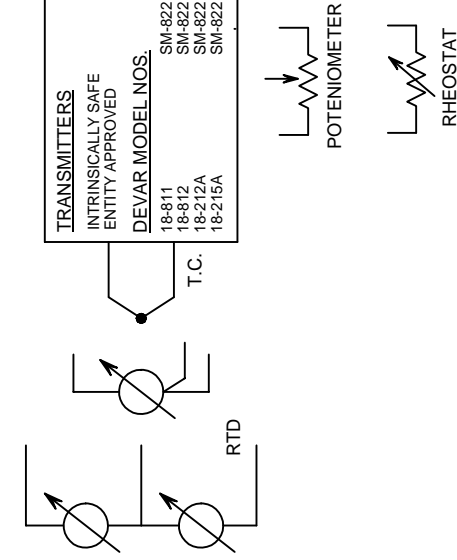 TRANSMITTERS
INTRINSICALLY SAFE
ENTITY APPROVED
DEVAR MODEL NOS.
18-811 SM-822
18-812 SM-822
18-212A SM-822
18-215A SM-822
T.C.
RTD
POTENIOMETER
RHEOSTAT